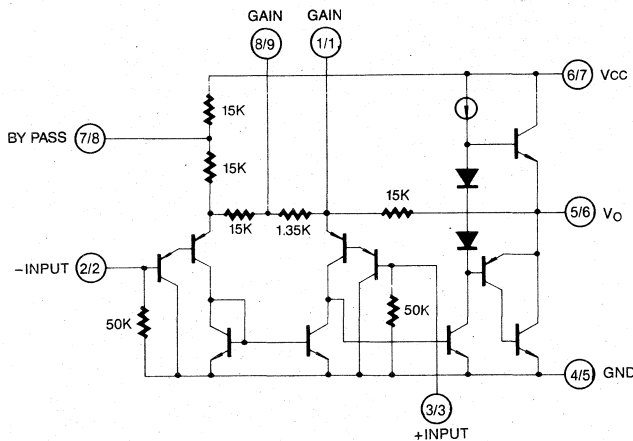 GAIN GAIN
8/9 1/1
6/7 VCC
15K
BY PASS 7/8
15K
15K
15K 1.35K
5/6 VO
-INPUT 2/2
50K
50K
4/5 GND
3/3
+INPUT